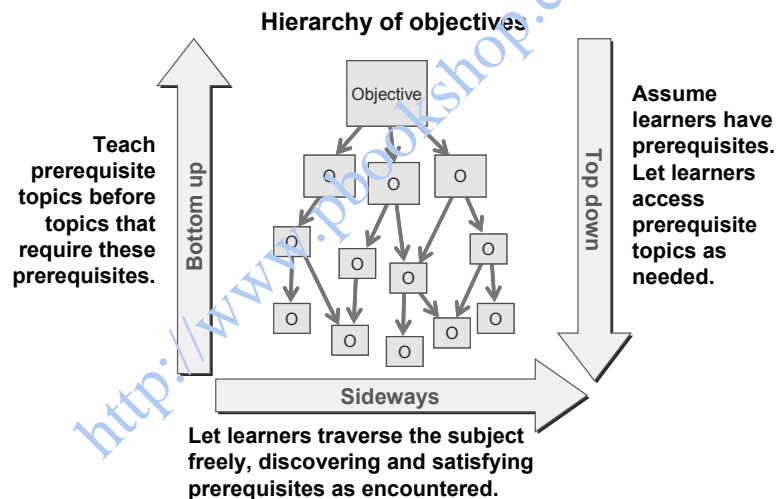 Hierarchy of objectives
Teach
prerequisite
topics before
topics that
require these
prerequisites.
Bottom up
Objective
O
O
O
O
O
O
O
O
O
O
O
O
Top down
Assume
learners have
prerequisites.
Let learners
access
prerequisite
topics as
needed.
Sideways
Let learners traverse the subject
freely, discovering and satisfying
prerequisites as encountered.
http://www.pbookshop.c